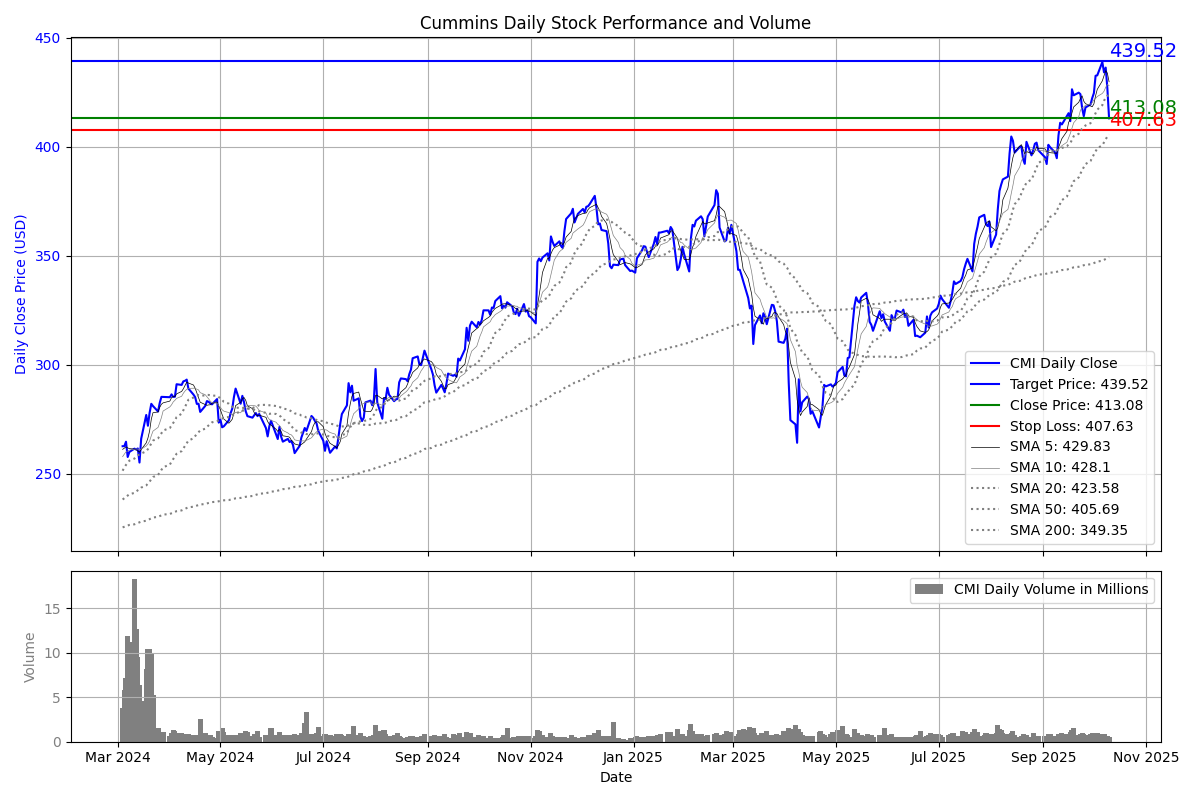 Cummins Daily Stock Performance and Volume
450
400
350
300
250
Daily Close Price (USD)
439.52
413.08
407.63
CMI Daily Close
Target Price: 439.52
Close Price: 413.08
Stop Loss: 407.63
SMA 5: 429.83
SMA 10: 428.1
SMA 20: 423.58
SMA 50: 405.69
SMA 200: 349.35
CMI Daily Volume in Millions
15
10
5
0
Volume
Mar 2024 May 2024 Jul 2024 Sep 2024 Nov 2024 Jan 2025 Mar 2025 May 2025 Jul 2025 Sep 2025 Nov 2025
Date